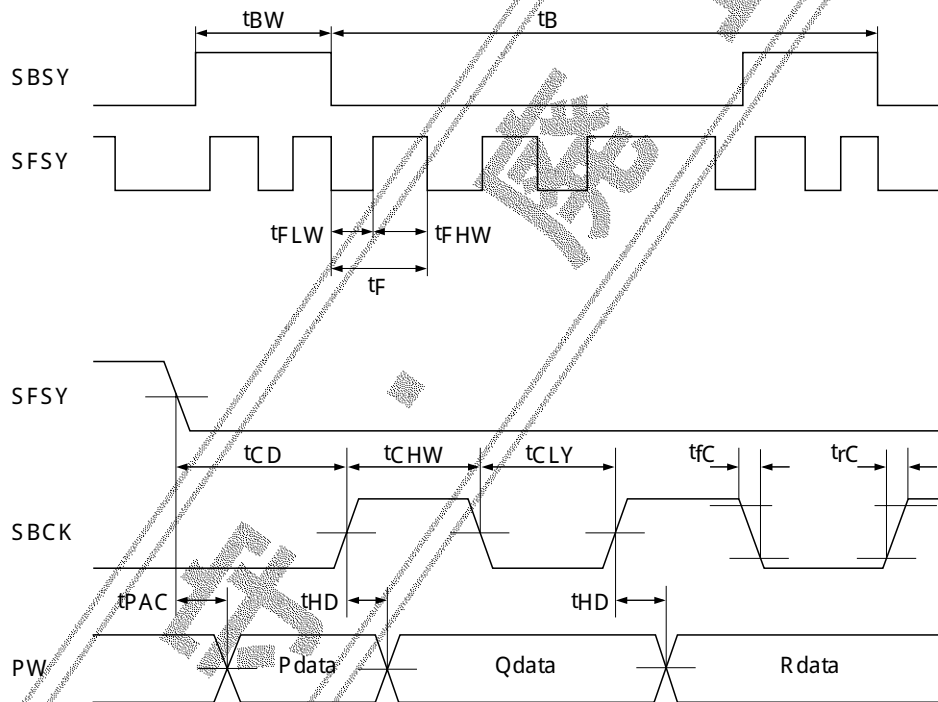 tBW tB
SBSY
SFSY
tFLW tFHW
tF
SFSY
tCD tCHW tCLY tfC trC
SBCK
tPAC tHD tHD
PW Pdata Qdata Rdata